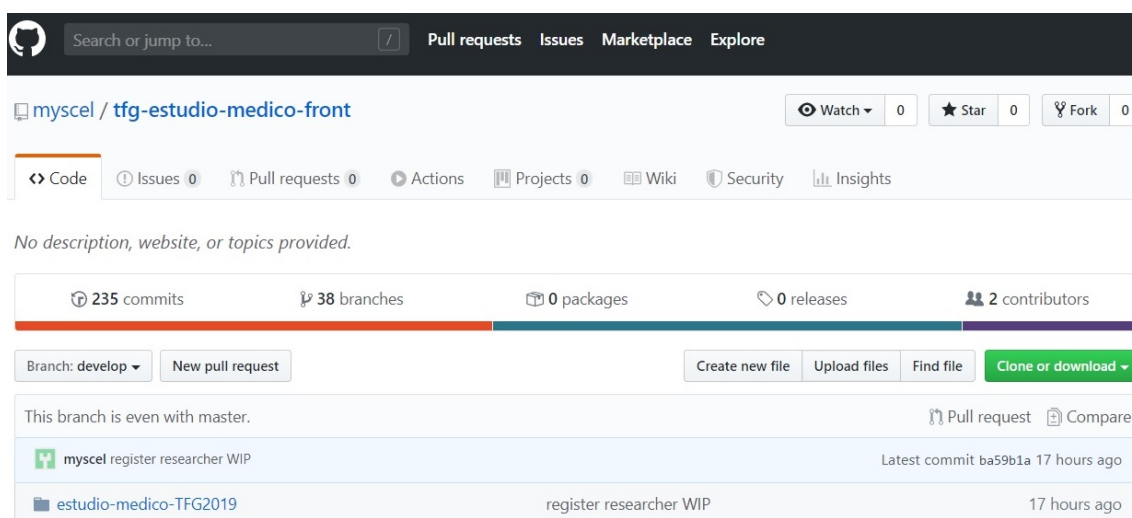 Search or jump to... / Pull requests Issues Marketplace Explore
myscel / tfg-estudio-medico-front Watch 0 Star 0 Fork 0
Code Issues 0 Pull requests 0 Actions Projects 0 Wiki Security Insights
No description, website, or topics provided.
235 commits 38 branches 0 packages 0 releases 2 contributors
Branch: develop New pull request Create new file Upload files Find file Clone or download
This branch is even with master. Pull request Compare
myscel register researcher WIP Latest commit ba59b1a 17 hours ago
estudio-medico-TFG2019 register researcher WIP 17 hours ago